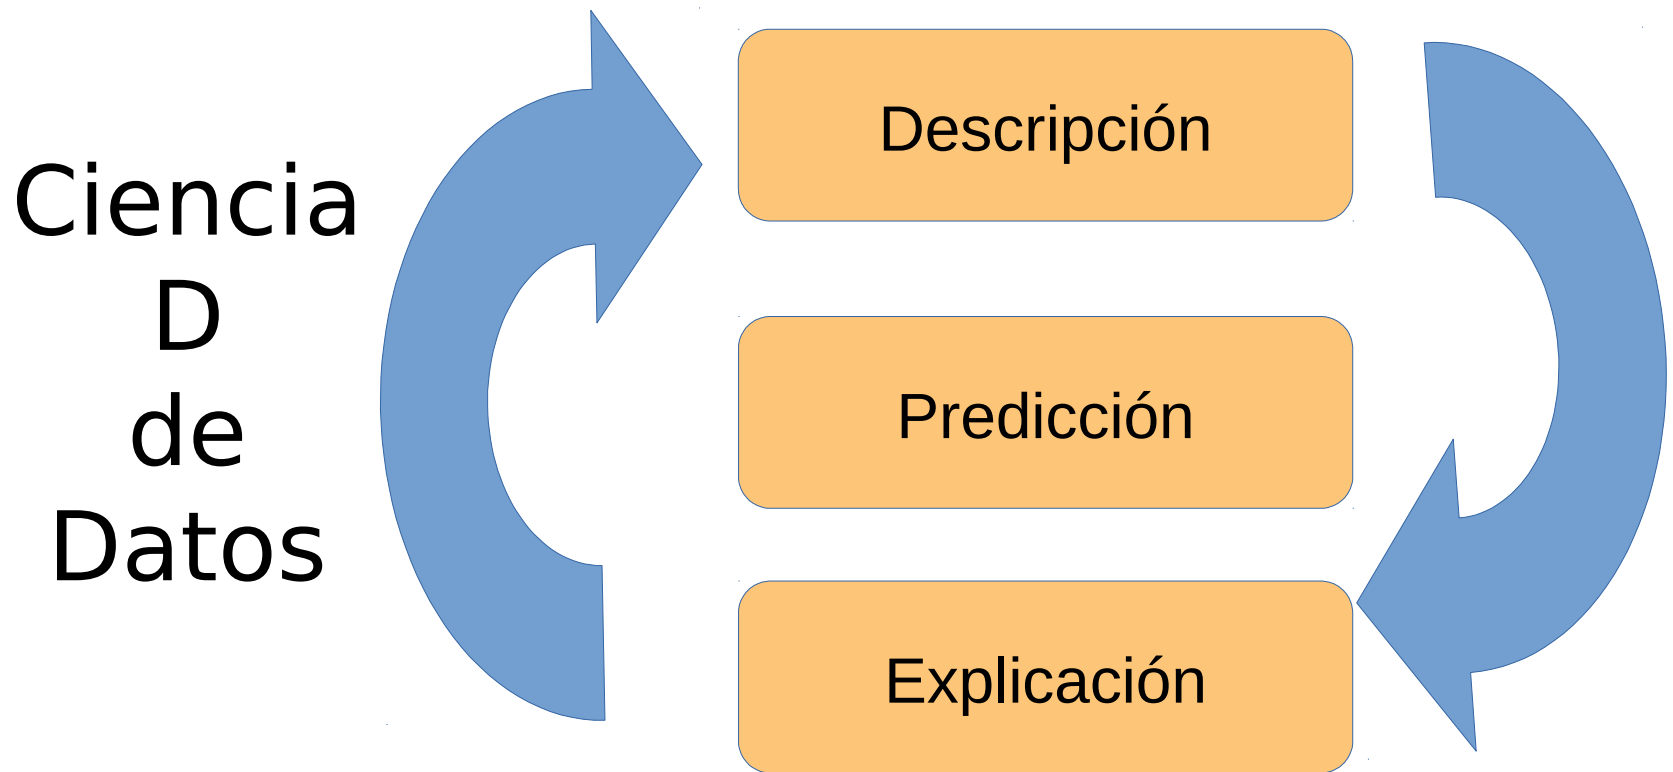 Ciencia
D
de
Datos
Descripción
Predicción
Explicación